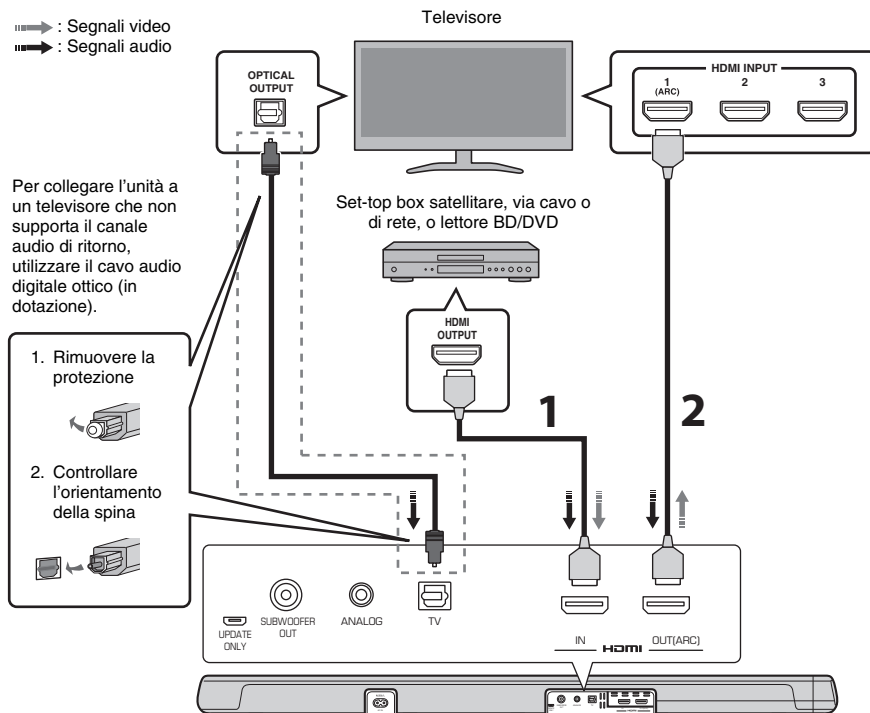 : Segnali video
: Segnali audio
Televisore
OPTICAL
OUTPUT
HDMI INPUT
1
(ARC)
2
3
Per collegare l'unità a
un televisore che non
supporta il canale
audio di ritorno,
utilizzare il cavo audio
digitale ottico (in
dotazione).
Set-top box satellitare, via cavo o
di rete, o lettore BD/DVD
HDMI
OUTPUT
1. Rimuovere la
protezione
2. Controllare
l'orientamento
della spina
1
2
UPDATE
ONLY
SUBWOOFER
OUT
ANALOG
TV
IN
HDMI
OUT(ARC)